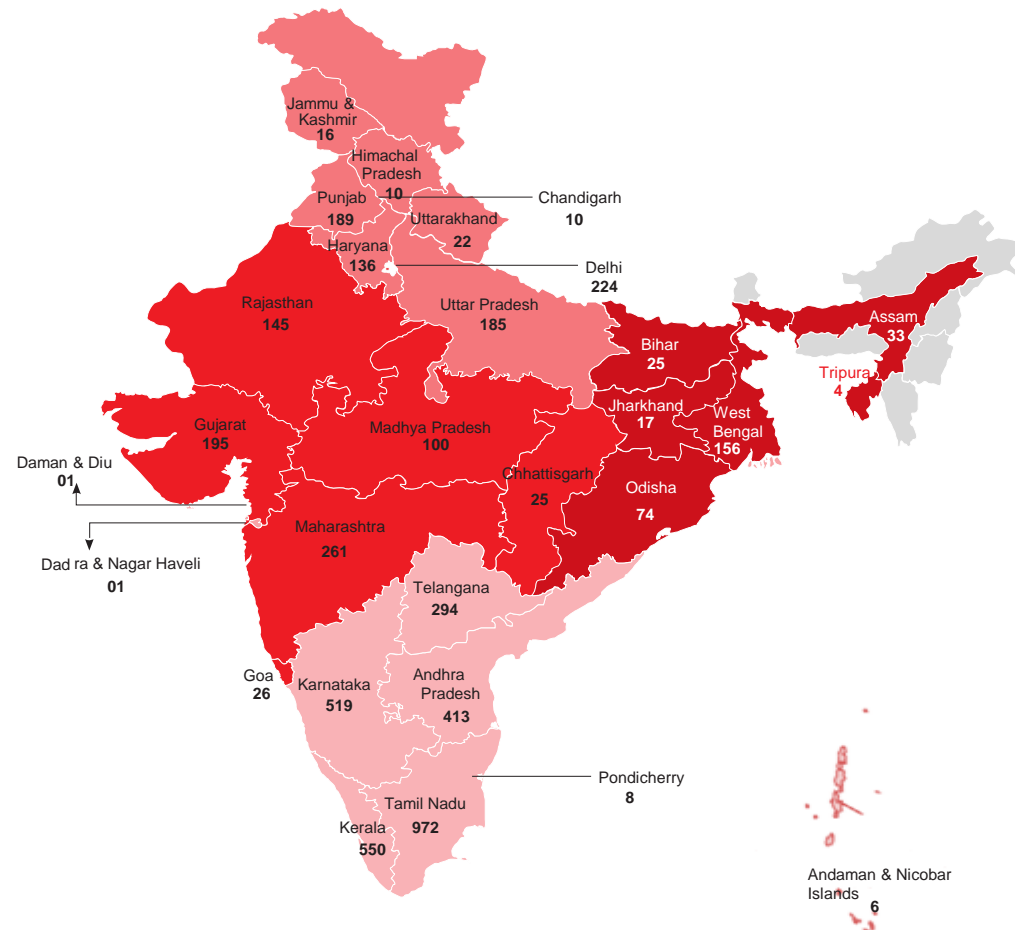 Jammu &
Kashmir
16
Himachal
Pradesh
10
Chandigarh
10
Punjab
189
Uttarakhand
22
Haryana
136
Delhi
224
Rajasthan
145
Uttar Pradesh
185
Assam
33
Bihar
25
Tripura
4
Jharkhand
17
West
Bengal
156
Gujarat
195
Madhya Pradesh
100
Daman & Diu
01
Chhattisgarh
25
Odisha
74
Maharashtra
261
Dad ra & Nagar Haveli
01
Telangana
294
Goa
26
Karnataka
519
Andhra
Pradesh
413
Pondicherry
8
Tamil Nadu
972
Kerala
550
Andaman & Nicobar
Islands
6